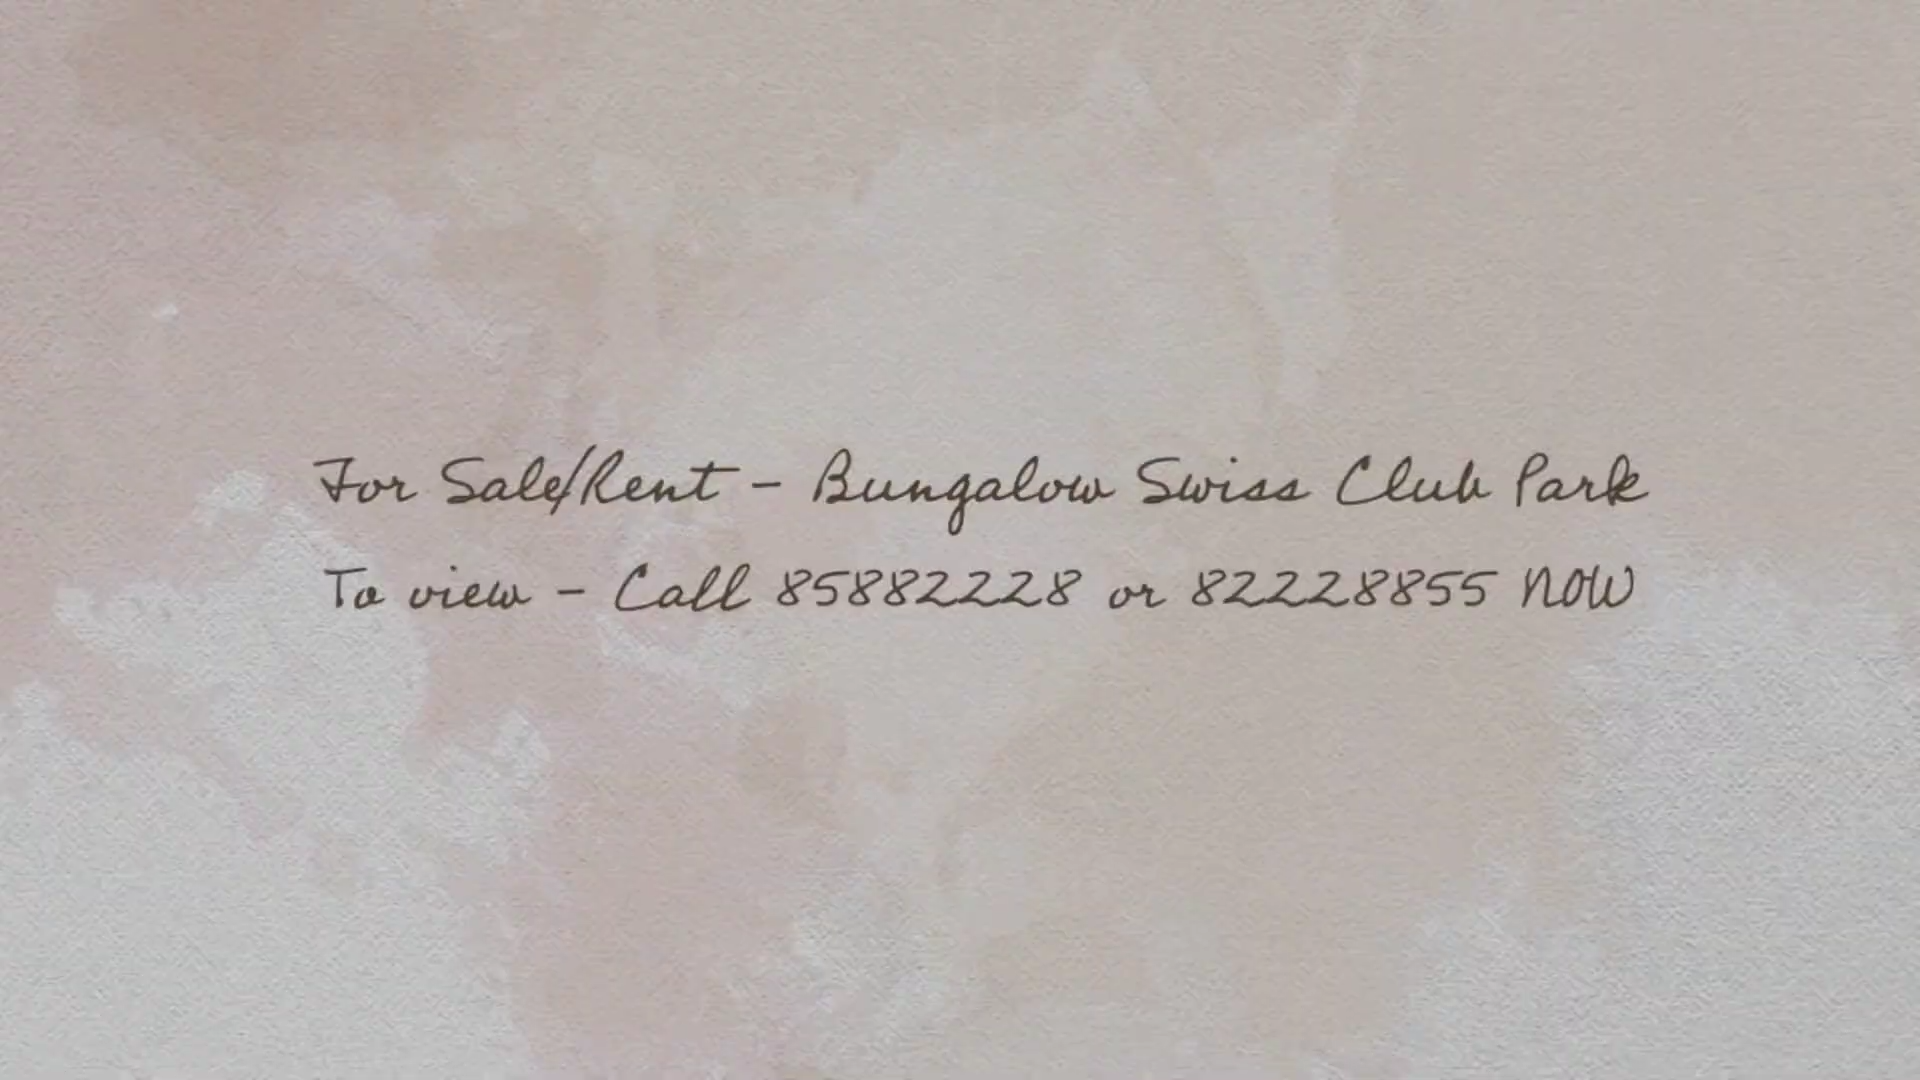 For Sale/Rent - Bungalow Swiss Club Park
To view - Call 85882228 or 82228855 NOW